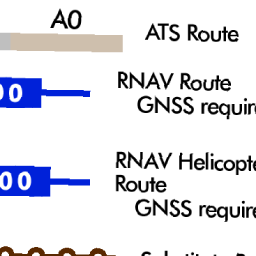 A0
ATS Route
00
RNAV Route
GNSS require
00
RNAV Helicopte
Route
GNSS require